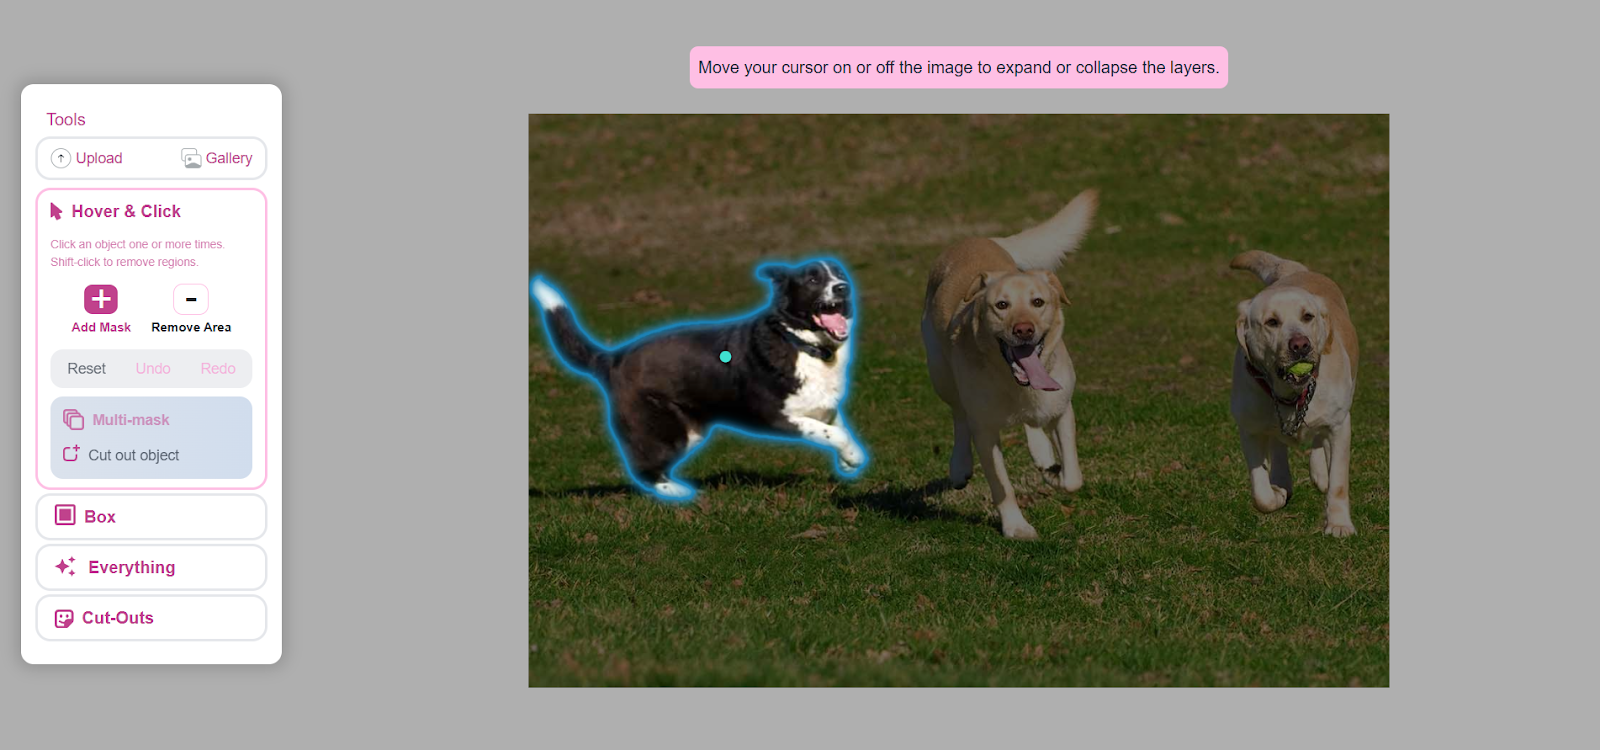 Move your cursor on or off the image to expand or collapse the layers.
Tools
Upload
Gallery
Hover & Click
Click an object one or more times.
Shift-click to remove regions.
Add Mask
Remove Area
Reset
Undo
Redo
Multi-mask
Cut out object
Box
Everything
Cut-Outs